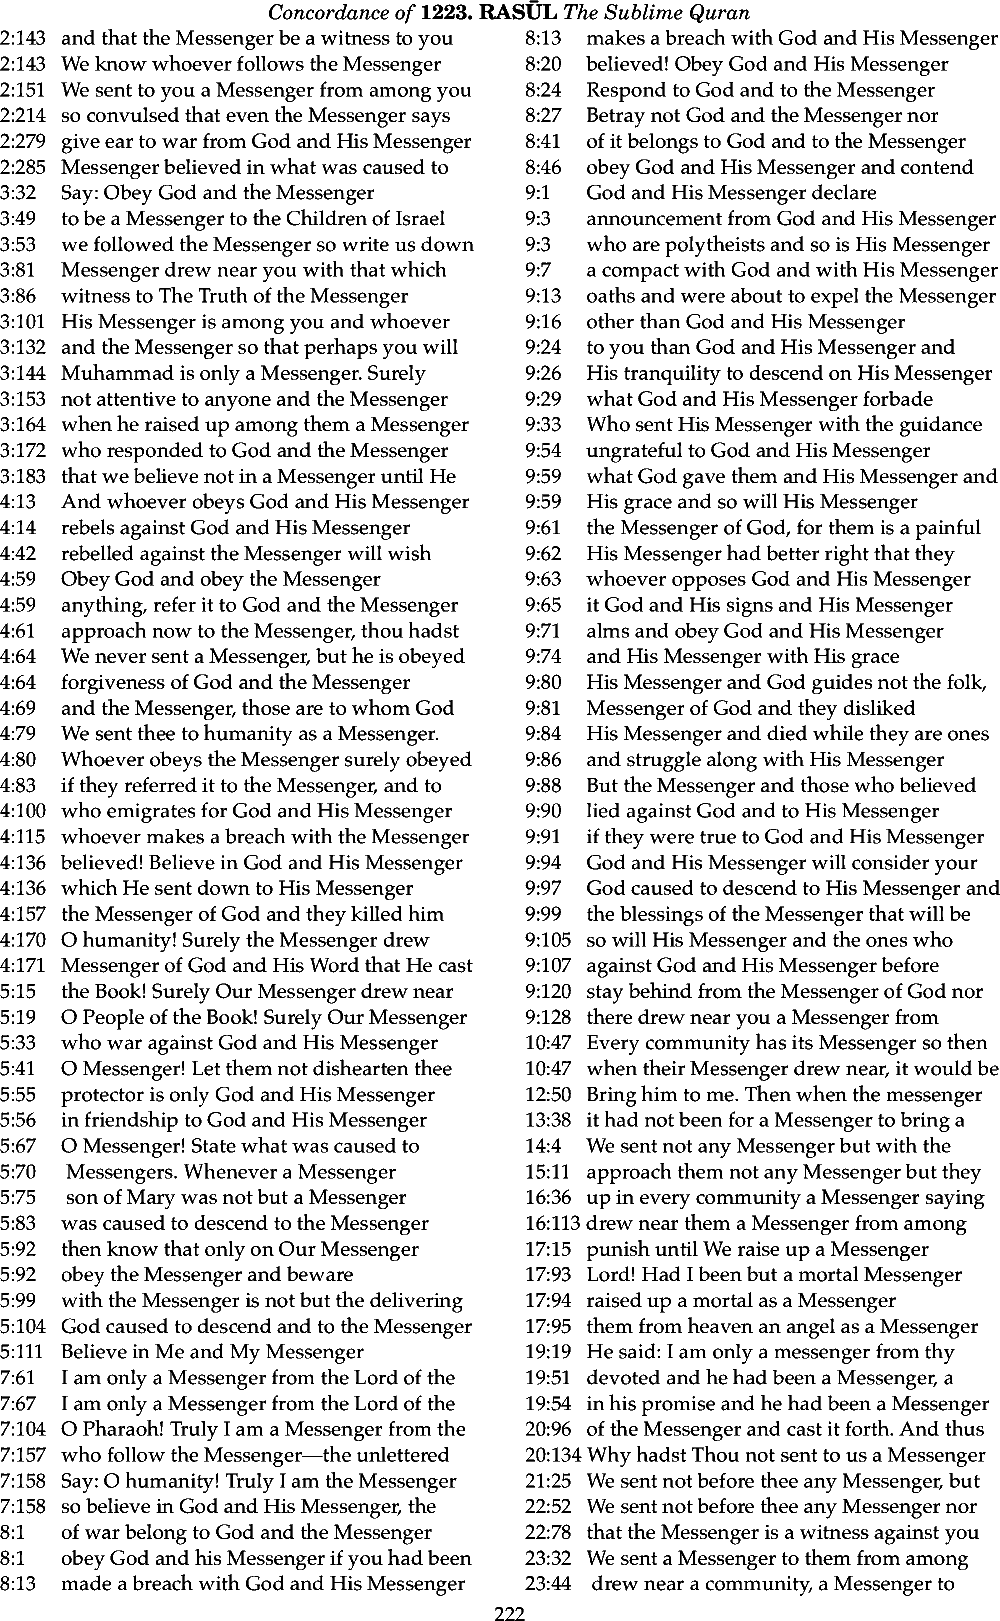 Concordance of 1223. RASŪL The Sublime Quran
2:143 and that the Messenger be a witness to you
2:143 We know whoever follows the Messenger
2:151 We sent to you a Messenger from among you
2:214 so convulsed that even the Messenger says
2:279 give ear to war from God and His Messenger
2:285 Messenger believed in what was caused to
3:32 Say: Obey God and the Messenger
3:49 to be a Messenger to the Children of Israel
3:53 we followed the Messenger so write us down
3:81 Messenger drew near you with that which
3:86 witness to The Truth of the Messenger
3:101 His Messenger is among you and whoever
3:132 and the Messenger so that perhaps you will
3:144 Muhammad is only a Messenger. Surely
3:153 not attentive to anyone and the Messenger
3:164 when he raised up among them a Messenger
3:172 who responded to God and the Messenger
3:183 that we believe not in a Messenger until He
4:13 And whoever obeys God and His Messenger
4:14 rebels against God and His Messenger
4:42 rebelled against the Messenger will wish
4:59 Obey God and obey the Messenger
4:59 anything, refer it to God and the Messenger
4:61 approach now to the Messenger, thou hadst
4:64 We never sent a Messenger, but he is obeyed
4:64 forgiveness of God and the Messenger
4:69 and the Messenger, those are to whom God
4:79 We sent thee to humanity as a Messenger.
4:80 Whoever obeys the Messenger surely obeyed
4:83 if they referred it to the Messenger, and to
4:100 who emigrates for God and His Messenger
4:115 whoever makes a breach with the Messenger
4:136 believed! Believe in God and His Messenger
4:136 which He sent down to His Messenger
4:157 the Messenger of God and they killed him
4:170 O humanity! Surely the Messenger drew
4:171 Messenger of God and His Word that He cast
5:15 the Book! Surely Our Messenger drew near
5:19 O People of the Book! Surely Our Messenger
5:33 who war against God and His Messenger
5:41 O Messenger! Let them not dishearten thee
5:55 protector is only God and His Messenger
5:56 in friendship to God and His Messenger
5:67 O Messenger! State what was caused to
5:70 Messengers. Whenever a Messenger
5:75 son of Mary was not but a Messenger
5:83 was caused to descend to the Messenger
5:92 then know that only on Our Messenger
5:92 obey the Messenger and beware
5:99 with the Messenger is not but the delivering
5:104 God caused to descend and to the Messenger
5:111 Believe in Me and My Messenger
7:61 I am only a Messenger from the Lord of the
7:67 I am only a Messenger from the Lord of the
7:104 O Pharaoh! Truly I am a Messenger from the
7:157 who follow the Messenger—the unlettered
7:158 Say: O humanity! Truly I am the Messenger
7:158 so believe in God and His Messenger, the
8:1 of war belong to God and the Messenger
8:1 obey God and his Messenger if you had been
8:13 made a breach with God and His Messenger
8:13 makes a breach with God and His Messenger
8:20 believed! Obey God and His Messenger
8:24 Respond to God and to the Messenger
8:27 Betray not God and the Messenger nor
8:41 of it belongs to God and to the Messenger
8:46 obey God and His Messenger and contend
9:1 God and His Messenger declare
9:3 announcement from God and His Messenger
9:3 who are polytheists and so is His Messenger
9:7 a compact with God and with His Messenger
9:13 oaths and were about to expel the Messenger
9:16 other than God and His Messenger
9:24 to you than God and His Messenger and
9:26 His tranquility to descend on His Messenger
9:29 what God and His Messenger forbade
9:33 Who sent His Messenger with the guidance
9:54 ungrateful to God and His Messenger
9:59 what God gave them and His Messenger and
9:59 His grace and so will His Messenger
9:61 the Messenger of God, for them is a painful
9:62 His Messenger had better right that they
9:63 whoever opposes God and His Messenger
9:65 it God and His signs and His Messenger
9:71 alms and obey God and His Messenger
9:74 and His Messenger with His grace
9:80 His Messenger and God guides not the folk,
9:81 Messenger of God and they disliked
9:84 His Messenger and died while they are ones
9:86 and struggle along with His Messenger
9:88 But the Messenger and those who believed
9:90 lied against God and to His Messenger
9:91 if they were true to God and His Messenger
9:94 God and His Messenger will consider your
9:97 God caused to descend to His Messenger and
9:99 the blessings of the Messenger that will be
9:105 so will His Messenger and the ones who
9:107 against God and His Messenger before
9:120 stay behind from the Messenger of God nor
9:128 there drew near you a Messenger from
10:47 Every community has its Messenger so then
10:47 when their Messenger drew near, it would be
12:50 Bring him to me. Then when the messenger
13:38 it had not been for a Messenger to bring a
14:4 We sent not any Messenger but with the
15:11 approach them not any Messenger but they
16:36 up in every community a Messenger saying
16:113 drew near them a Messenger from among
17:15 punish until We raise up a Messenger
17:93 Lord! Had I been but a mortal Messenger
17:94 raised up a mortal as a Messenger
17:95 them from heaven an angel as a Messenger
19:19 He said: I am only a messenger from thy
19:51 devoted and he had been a Messenger, a
19:54 in his promise and he had been a Messenger
20:96 of the Messenger and cast it forth. And thus
20:134 Why hadst Thou not sent to us a Messenger
21:25 We sent not before thee any Messenger, but
22:52 We sent not before thee any Messenger nor
22:78 that the Messenger is a witness against you
23:32 We sent a Messenger to them from among
23:44 drew near a community, a Messenger to
222